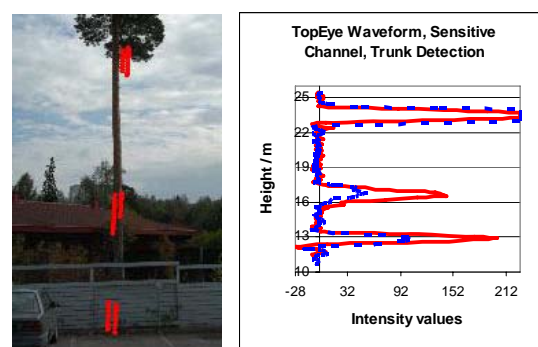 TopEye Waveform, Sensitive
Channel, Trunk Detection
Height / m
25
22
19
16
13
10
-28 32 92 152 212
Intensity values